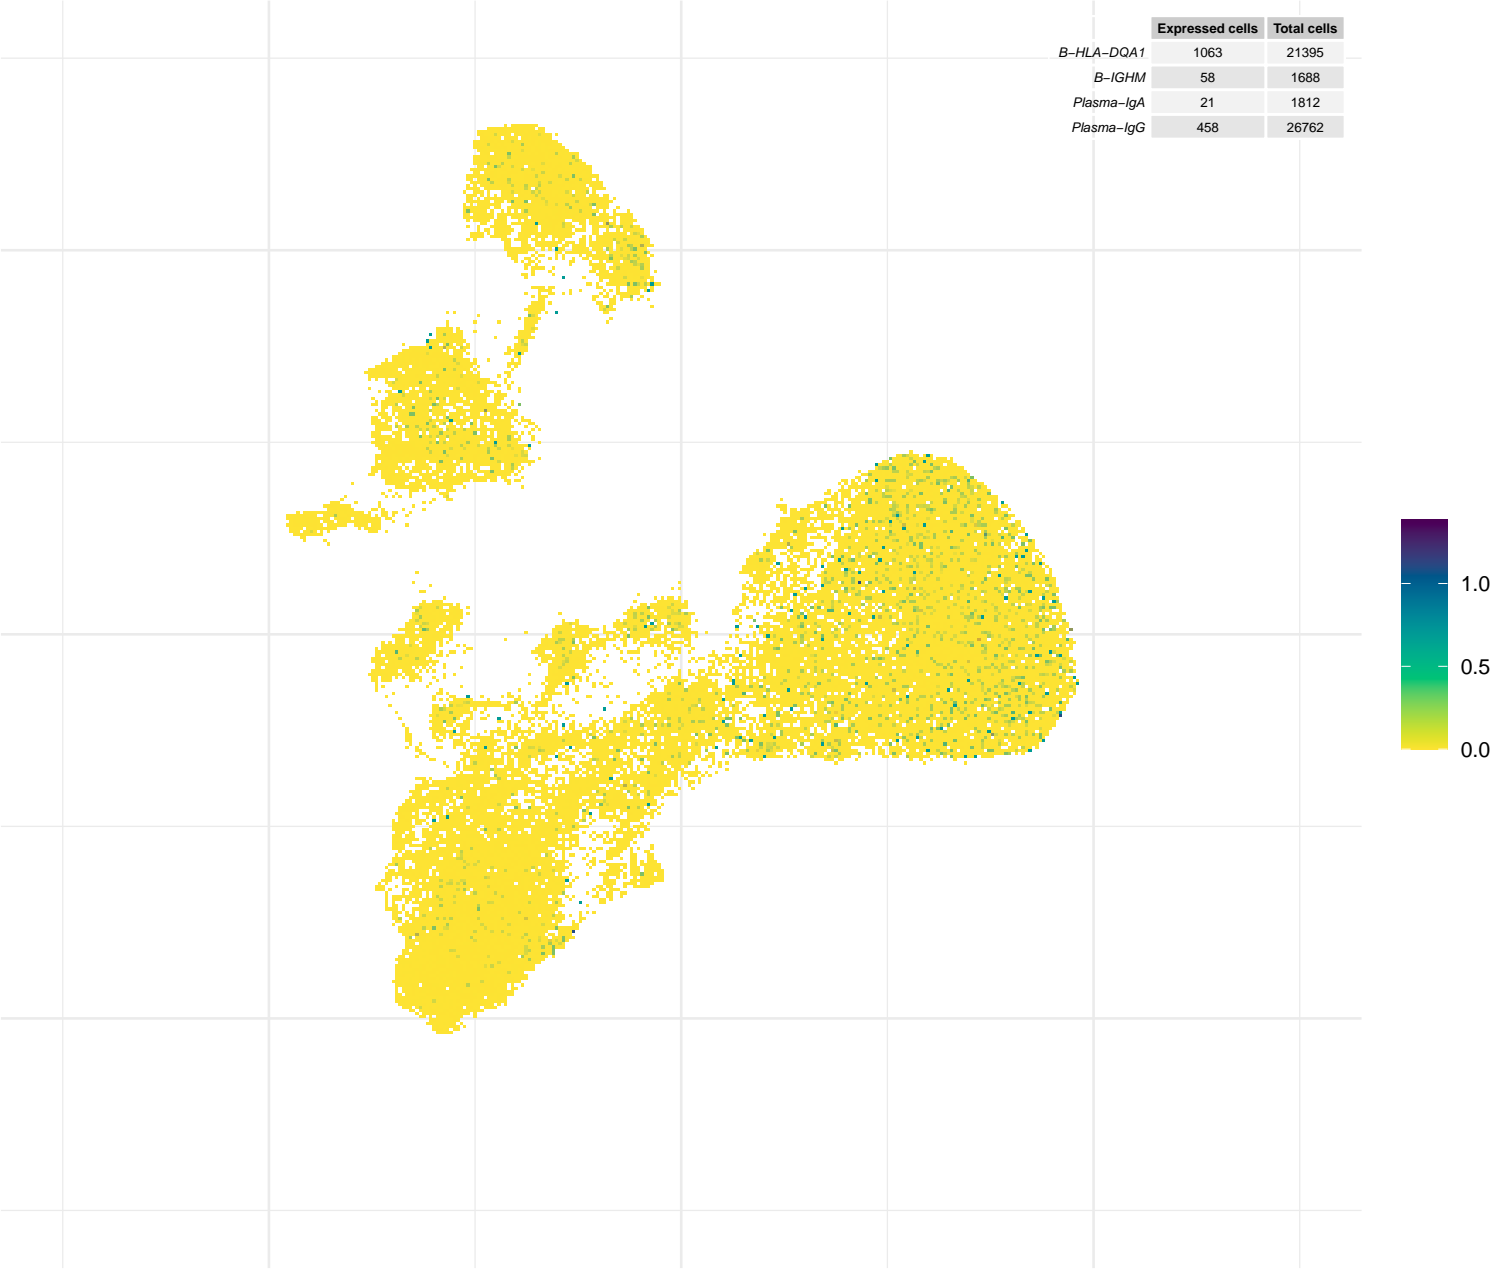 Expressed cells Total cells
B−HLA−DQA1 1063 21395
B−IGHM 58 1688
Plasma−IgA 21 1812
Plasma−IgG 458 26762
1.0
0.5
0.0